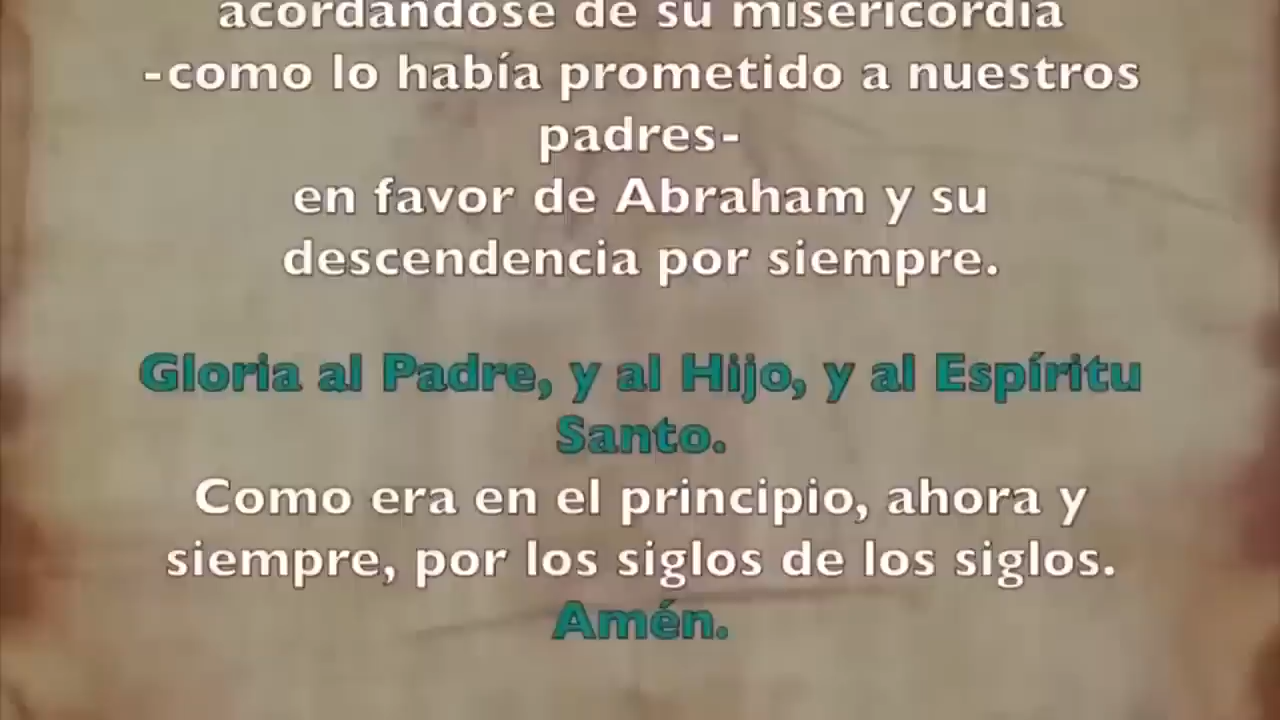 acordándose de su misericordia
-como lo había prometido a nuestros
padres-
en favor de Abraham y su
descendencia por siempre.
Gloria al Padre, y al Hijo, y al Espíritu
Santo.
Como era en el principio, ahora y
siempre, por los siglos de los siglos.
Amén.